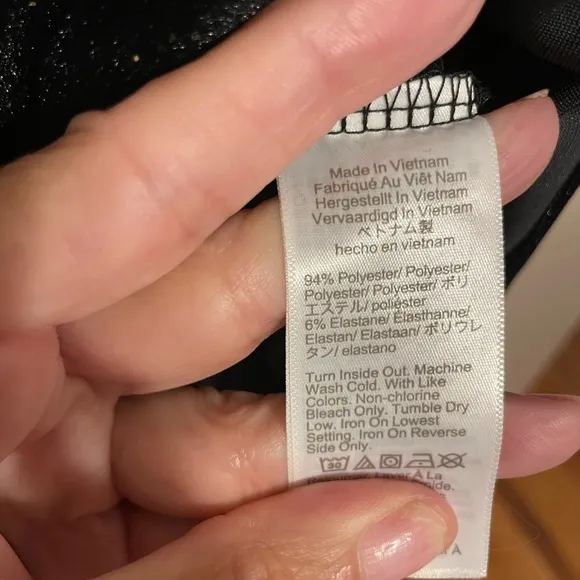 Made In Vietnam
Fabriqué Au Viêt Nam
Hergestellt In Vietnam
Vervaardigd In Vietnam
ベトナム製
hecho en vietnam
94% Polyester/ Polyester/
Polyester/ Polyester/ ポリ
エステル/ poliéster
6% Elastane/ Élasthanne/
Elastan/ Elastaan/ ポリウレ
タン/ elastano
Turn Inside Out. Machine
Wash Cold. With Like
Colors. Non-chlorine
Bleach Only. Tumble Dry
Low. Iron On Lowest
Setting. Iron On Reverse
Side Only.
30
A La